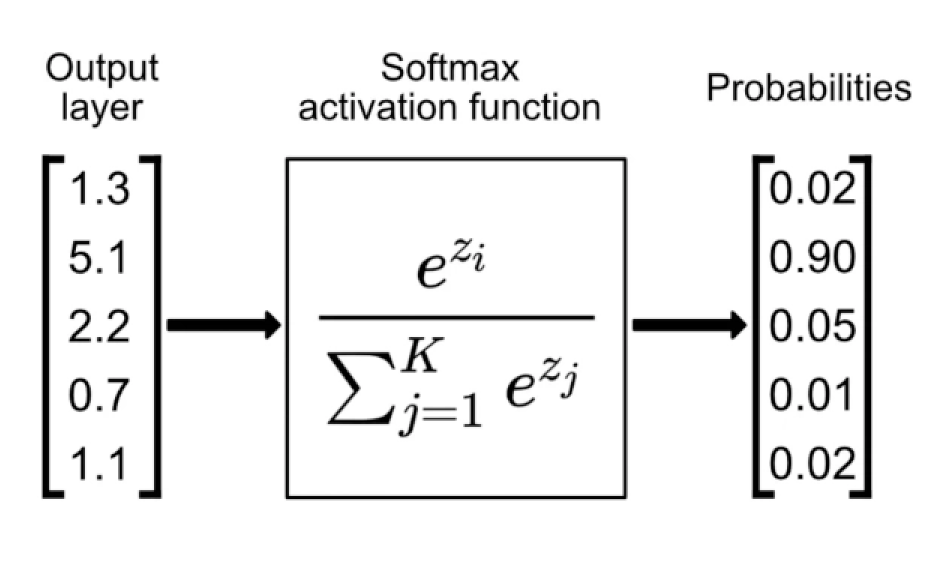 Output
layer
Softmax
activation function
Probabilities
1.3
5.1
2.2
0.7
1.1
e^{z_i}
∑_{j=1}^{K} e^{z_j}
0.02
0.90
0.05
0.01
0.02